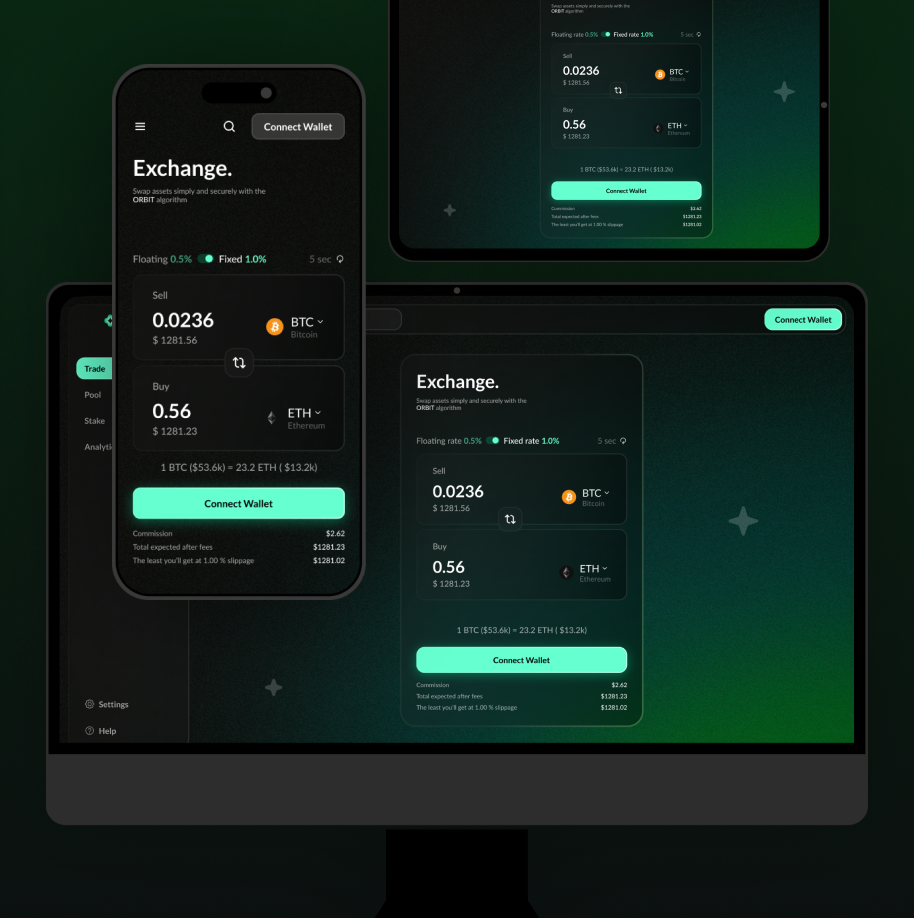 Swap assets simply and securely with the
ORBIT algorithm
Floating rate 0.5% Fixed rate 1.0% 5 sec
Sell
0.0236
$ 1281.56
BTC
Bitcoin
Buy
0.56
$ 1281.23
ETH
Ethereum
1 BTC ($53.6k) = 23.2 ETH ( $13.2k)
Connect Wallet
Commission $2.62
Total expected after fees $1281.23
The least you'll get at 1.00 % slippage $1281.02
Connect Wallet
Exchange.
Swap assets simply and securely with the
ORBIT algorithm
Floating 0.5% Fixed 1.0% 5 sec
Sell
0.0236
$ 1281.56
BTC
Bitcoin
Buy
0.56
$ 1281.23
ETH
Ethereum
1 BTC ($53.6k) = 23.2 ETH ( $13.2k)
Connect Wallet
Commission $2.62
Total expected after fees $1281.23
The least you'll get at 1.00 % slippage $1281.02
Connect Wallet
Trade
Pool
Stake
Analyti
Settings
Help
Exchange.
Swap assets simply and securely with the
ORBIT algorithm
Floating rate 0.5% Fixed rate 1.0% 5 sec
Sell
0.0236
$ 1281.56
BTC
Bitcoin
Buy
0.56
$ 1281.23
ETH
Ethereum
1 BTC ($53.6k) = 23.2 ETH ( $13.2k)
Connect Wallet
Commission $2.62
Total expected after fees $1281.23
The least you'll get at 1.00 % slippage $1281.02